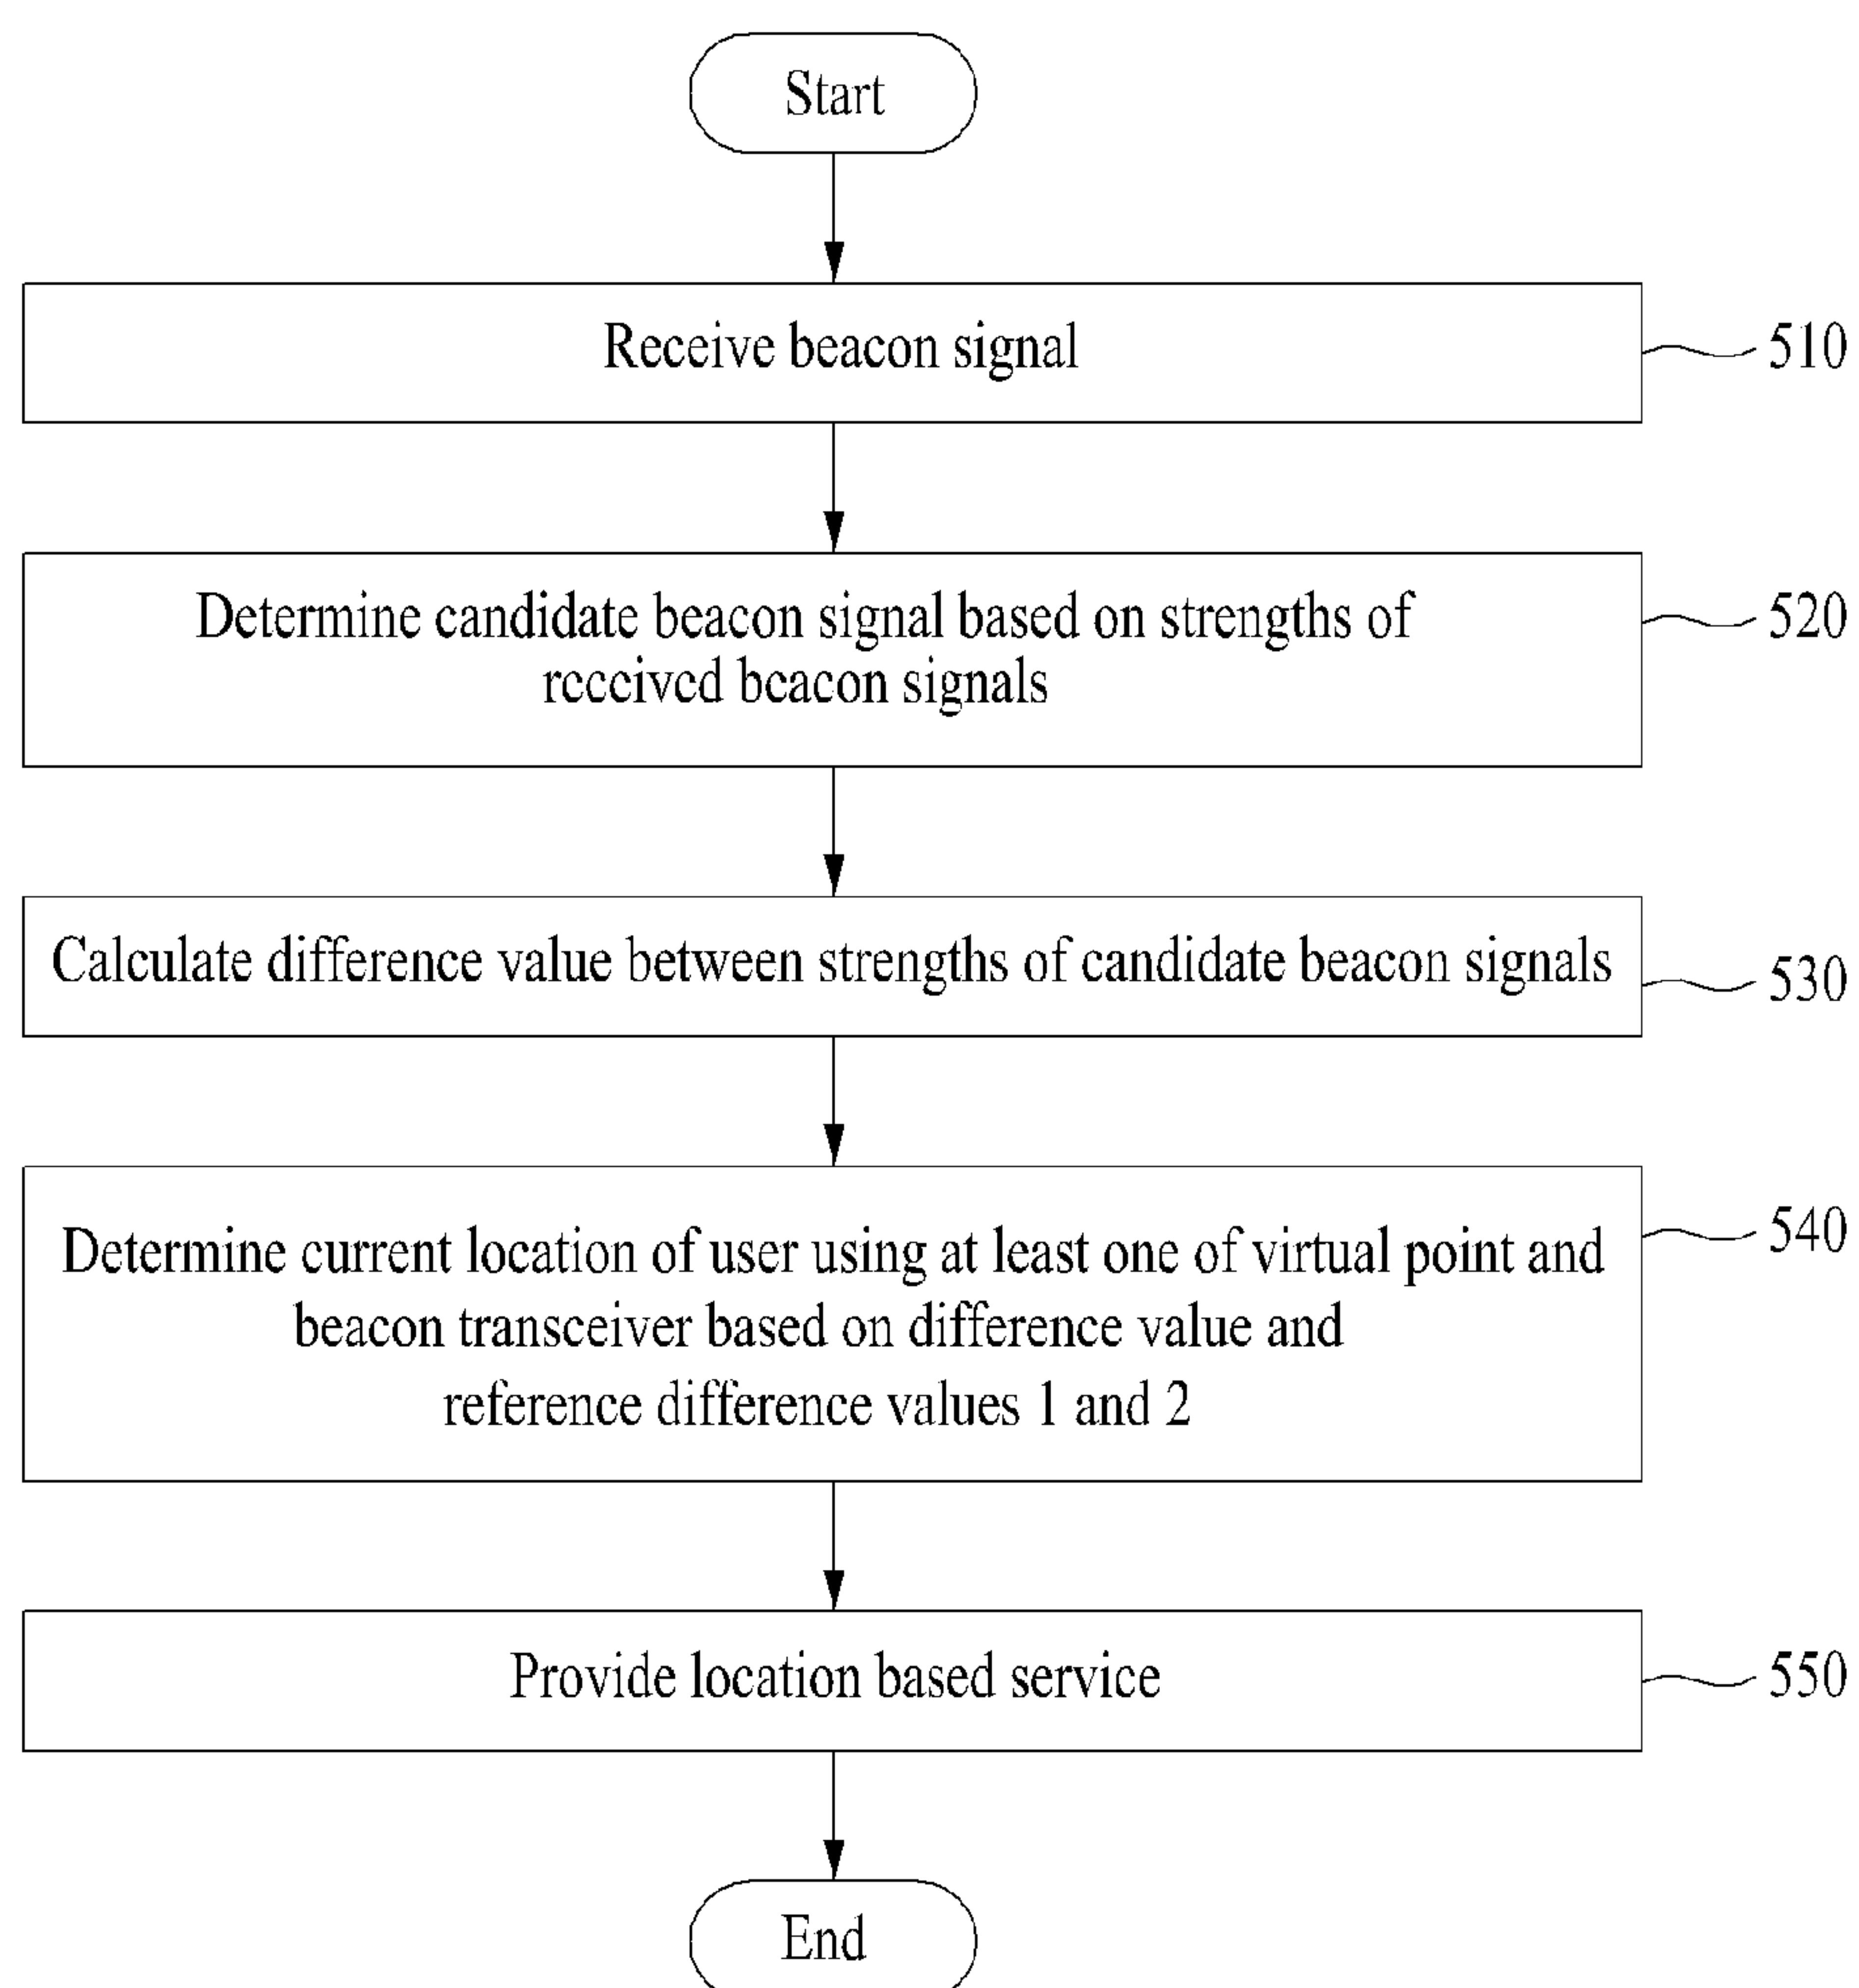 Start
Receive beacon signal
510
Determine candidate beacon signal based on strengths of
received beacon signals
520
Calculate difference value between strengths of candidate beacon signals
530
Determine current location of user using at least one of virtual point and
beacon transceiver based on difference value and
reference difference values 1 and 2
540
Provide location based service
550
End